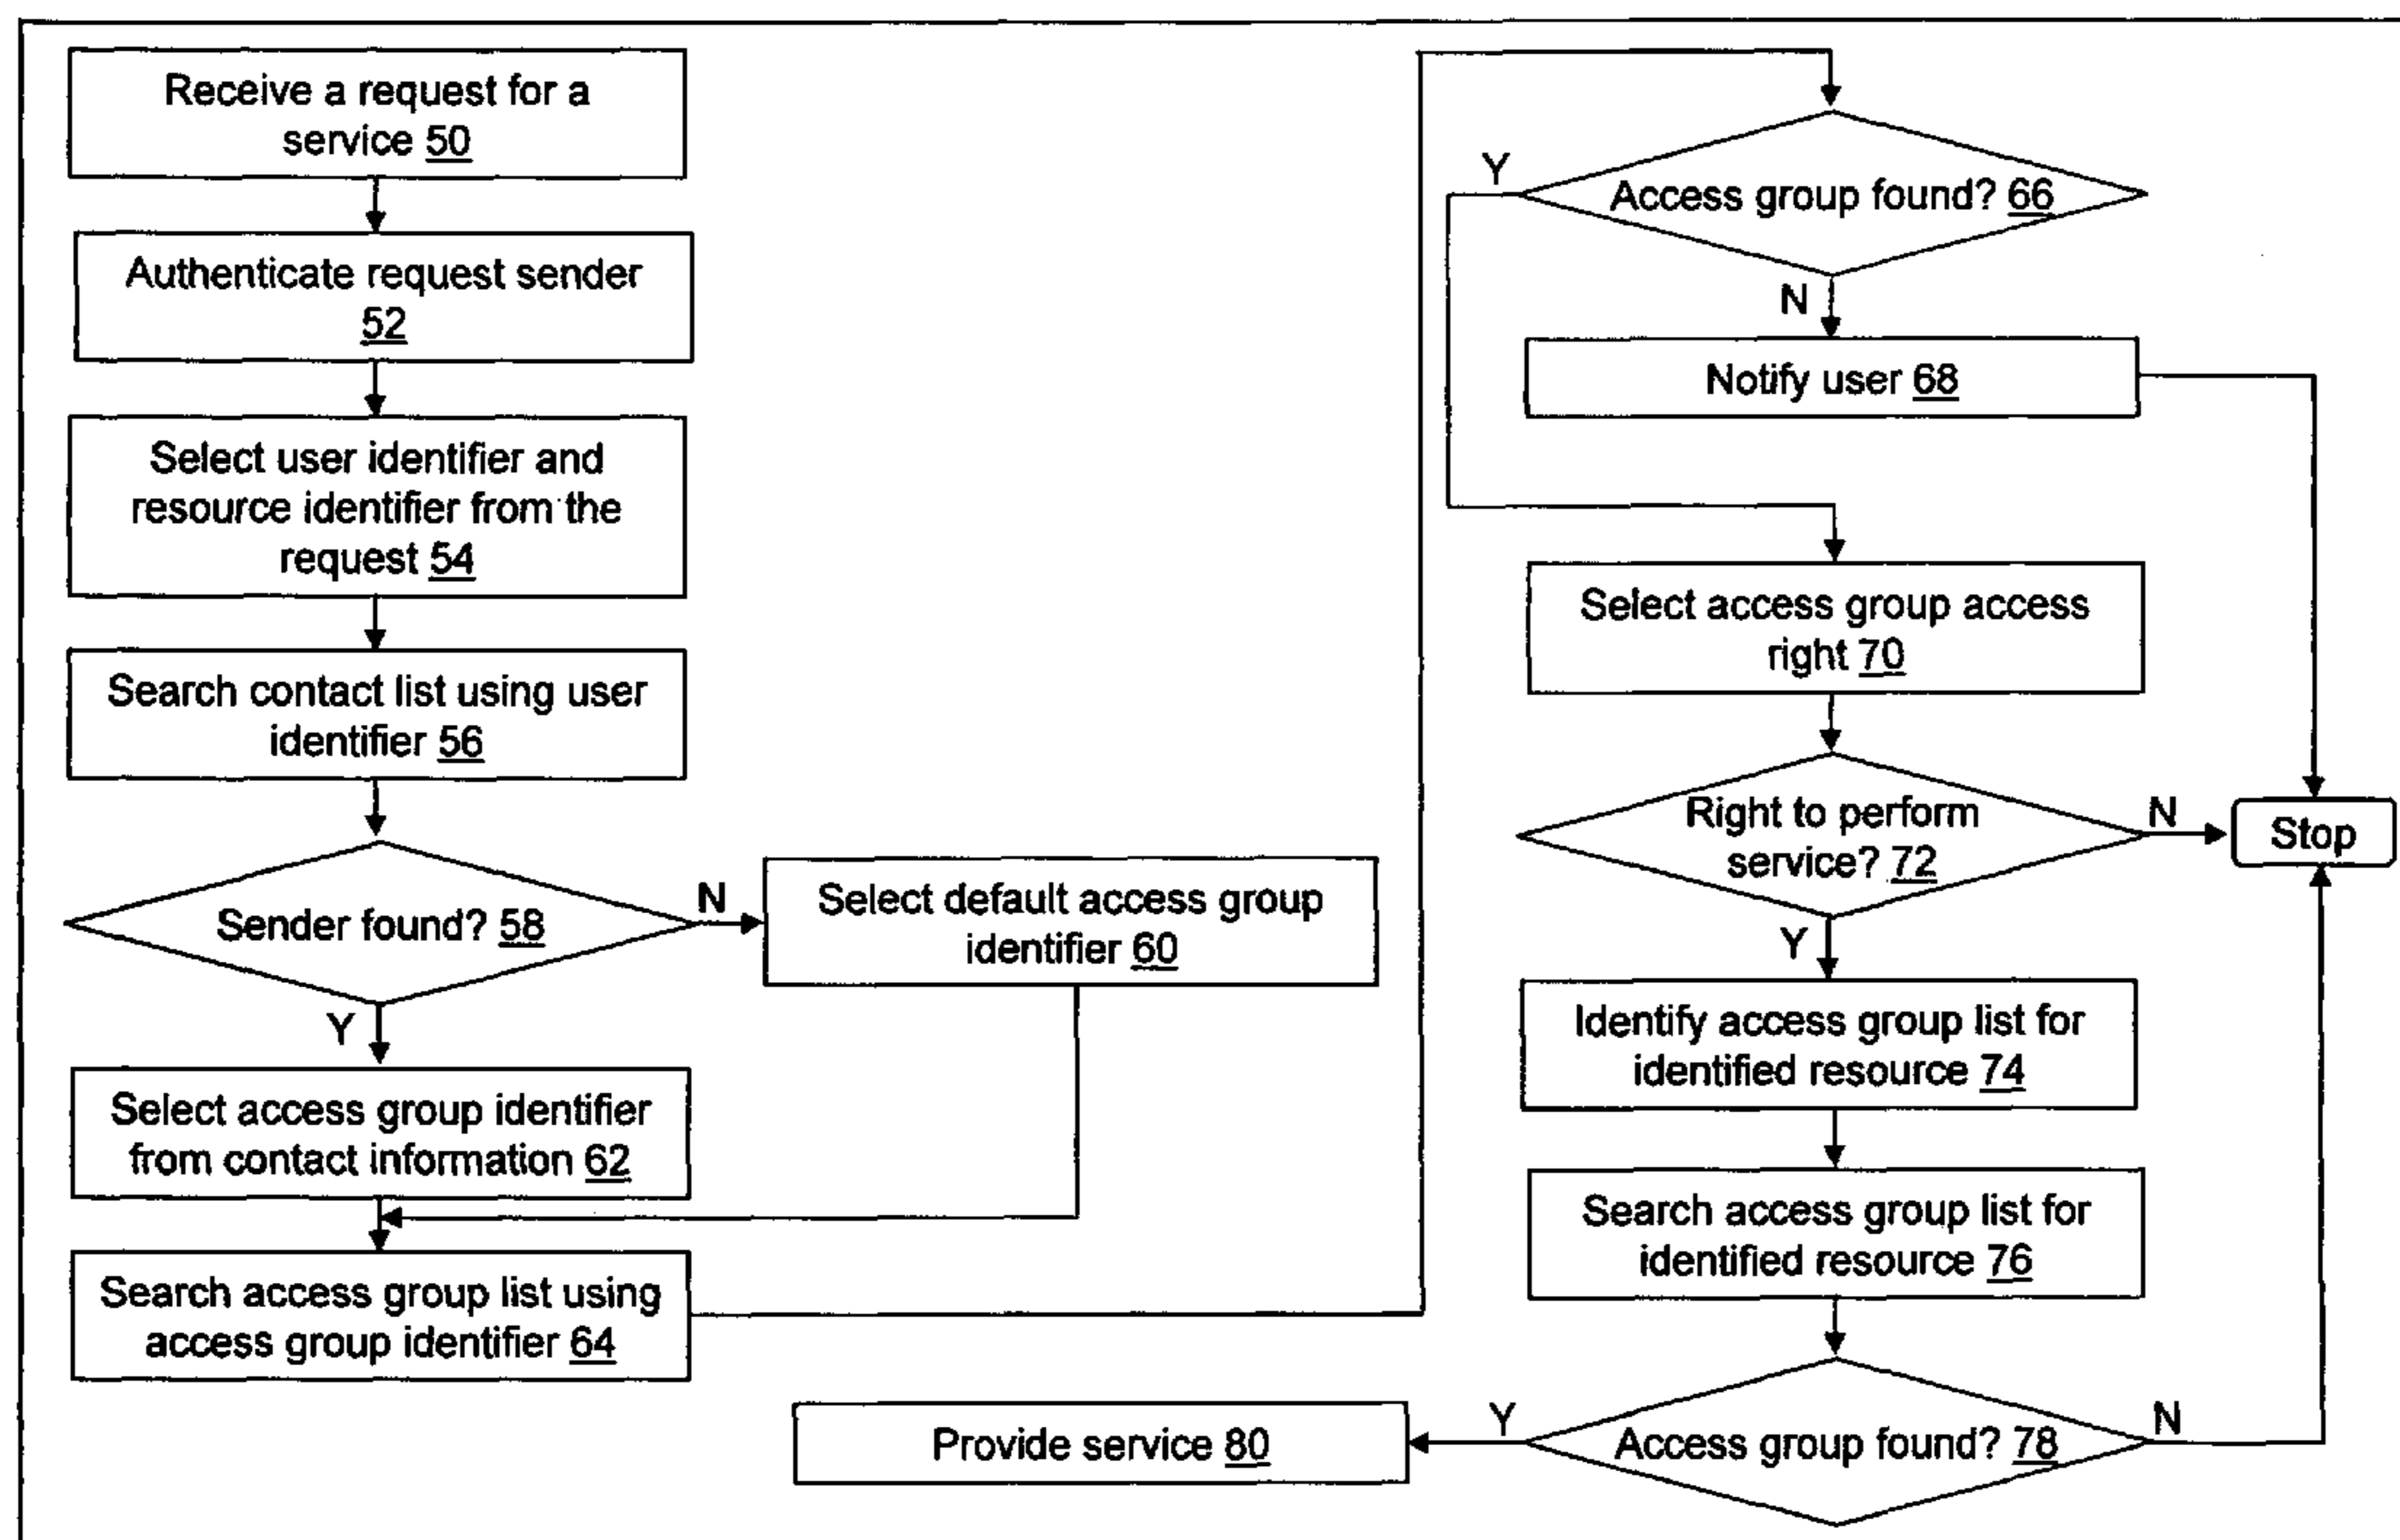 Receive a request for a
service 50
Authenticate request sender
52
Select user identifier and
resource identifier from the
request 54
Search contact list using user
identifier 56
Sender found? 58
N
Y
Select default access group
identifier 60
Select access group identifier
from contact information 62
Search access group list using
access group identifier 64
Access group found? 66
Y
N
Notify user 68
Select access group access
right 70
Right to perform
service? 72
N
Y
Stop
Identify access group list for
identified resource 74
Search access group list for
identified resource 76
Access group found? 78
Y
N
Provide service 80